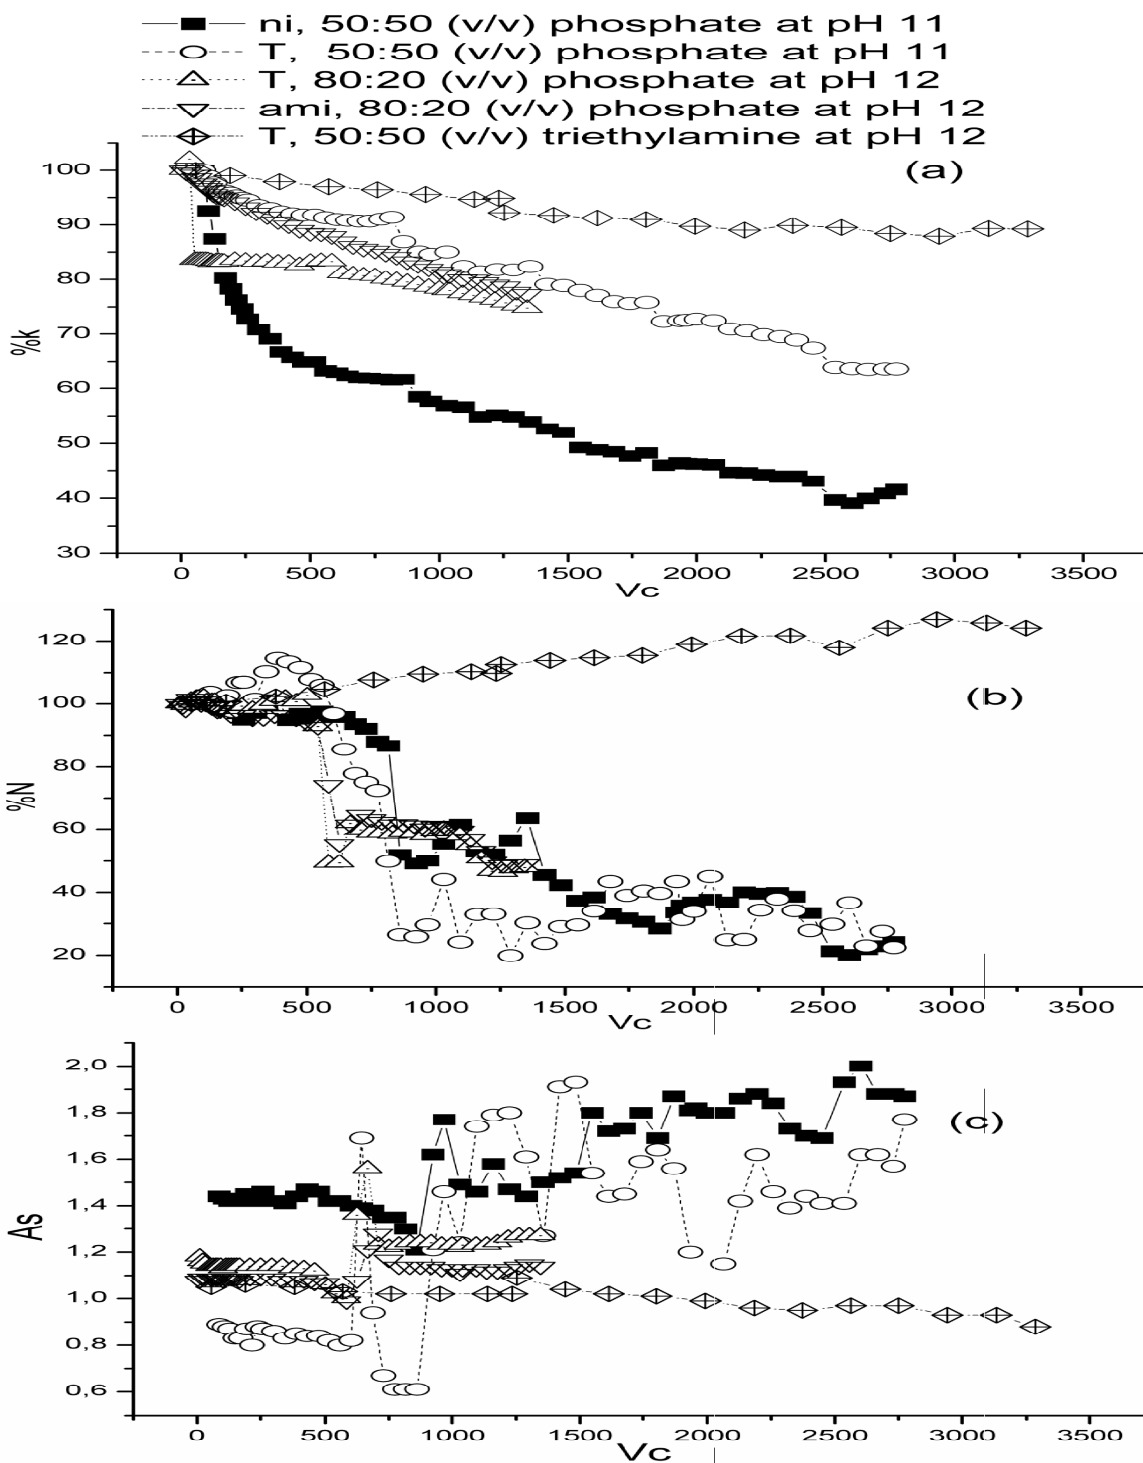 ni, 50:50 (v/v) phosphate at pH 11
T, 50:50 (v/v) phosphate at pH 11
T, 80:20 (v/v) phosphate at pH 12
ami, 80:20 (v/v) phosphate at pH 12
T, 50:50 (v/v) triethylamine at pH 12
(a)
100
90
80
70
60
50
40
30
%k
0 500 1000 1500 2000 2500 3000 3500
Vc
(b)
120
100
80
60
40
20
%N
0 500 1000 1500 2000 2500 3000 3500
Vc
(c)
2,0
1,8
1,6
1,4
1,2
1,0
0,8
0,6
As
0 500 1000 1500 2000 2500 3000 3500
Vc